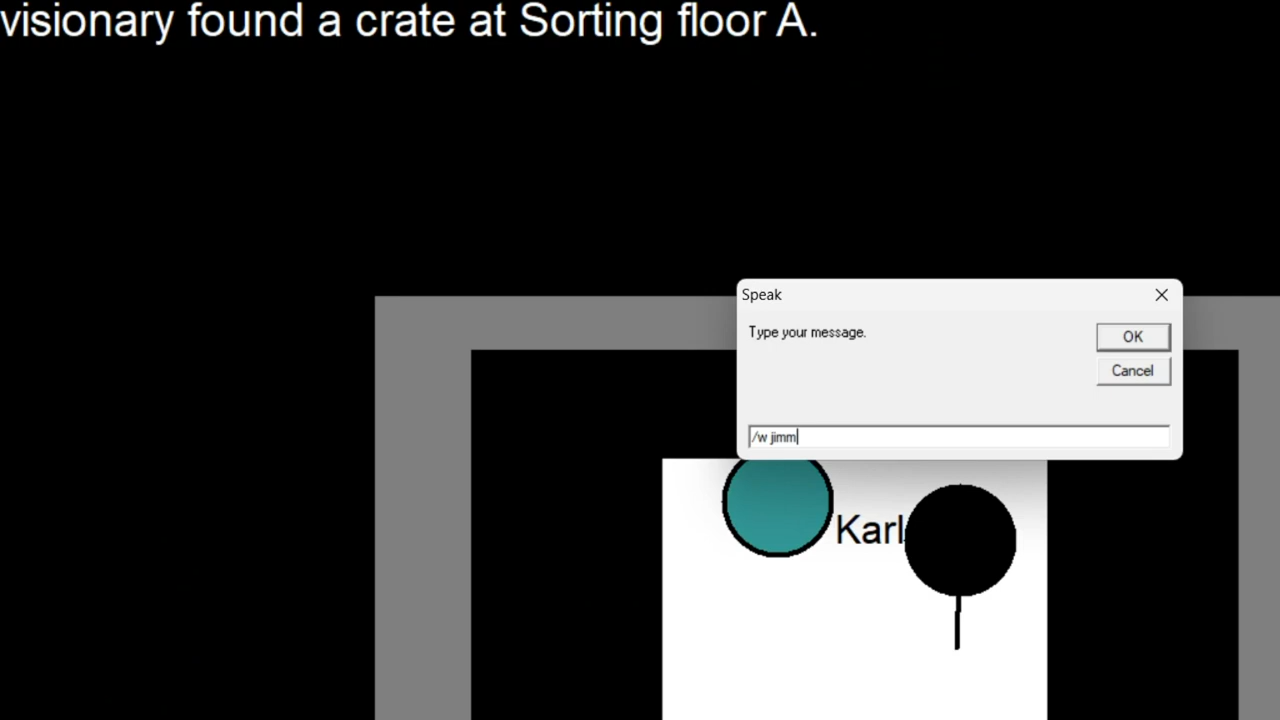 visionary found a crate at Sorting floor A.
Speak
Type your message.
OK
Cancel
/w jimm
Karl